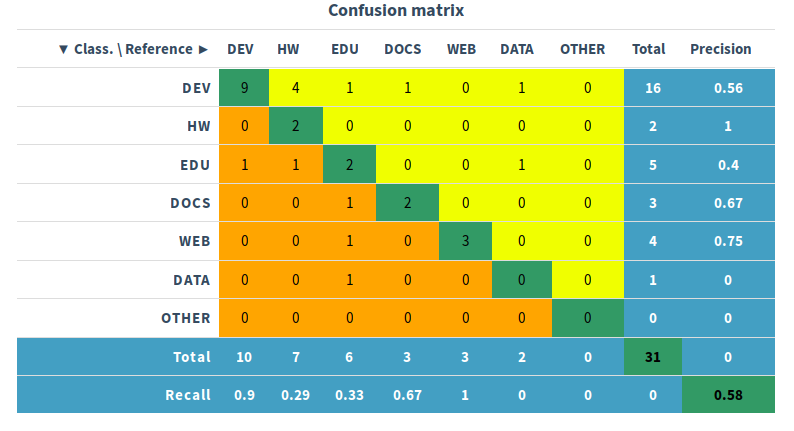 Confusion matrix
▼ Class. \ Reference ► DEV HW EDU DOCS WEB DATA OTHER Total Precision
DEV 9 4 1 1 0 1 0 16 0.56
HW 0 2 0 0 0 0 0 2 1
EDU 1 1 2 0 0 1 0 5 0.4
DOCS 0 0 1 2 0 0 0 3 0.67
WEB 0 0 1 0 3 0 0 4 0.75
DATA 0 0 1 0 0 0 0 1 0
OTHER 0 0 0 0 0 0 0 0 0
Total 10 7 6 3 3 2 0 31 0
Recall 0.9 0.29 0.33 0.67 1 0 0 0 0.58